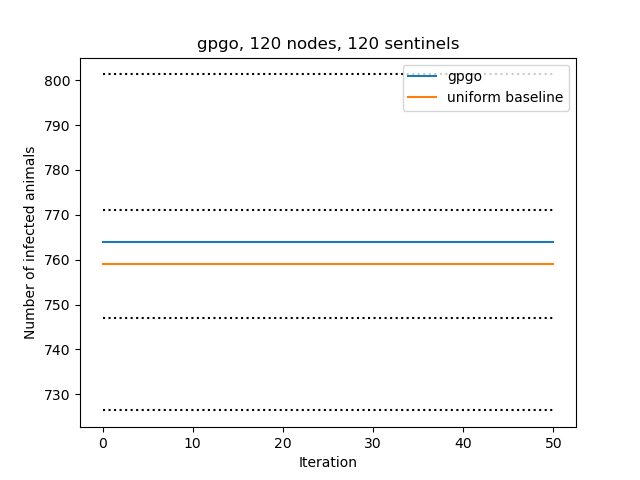 gpgo, 120 nodes, 120 sentinels
gpgo
uniform baseline
800
790
780
770
760
750
740
730
Number of infected animals
0 10 20 30 40 50
Iteration